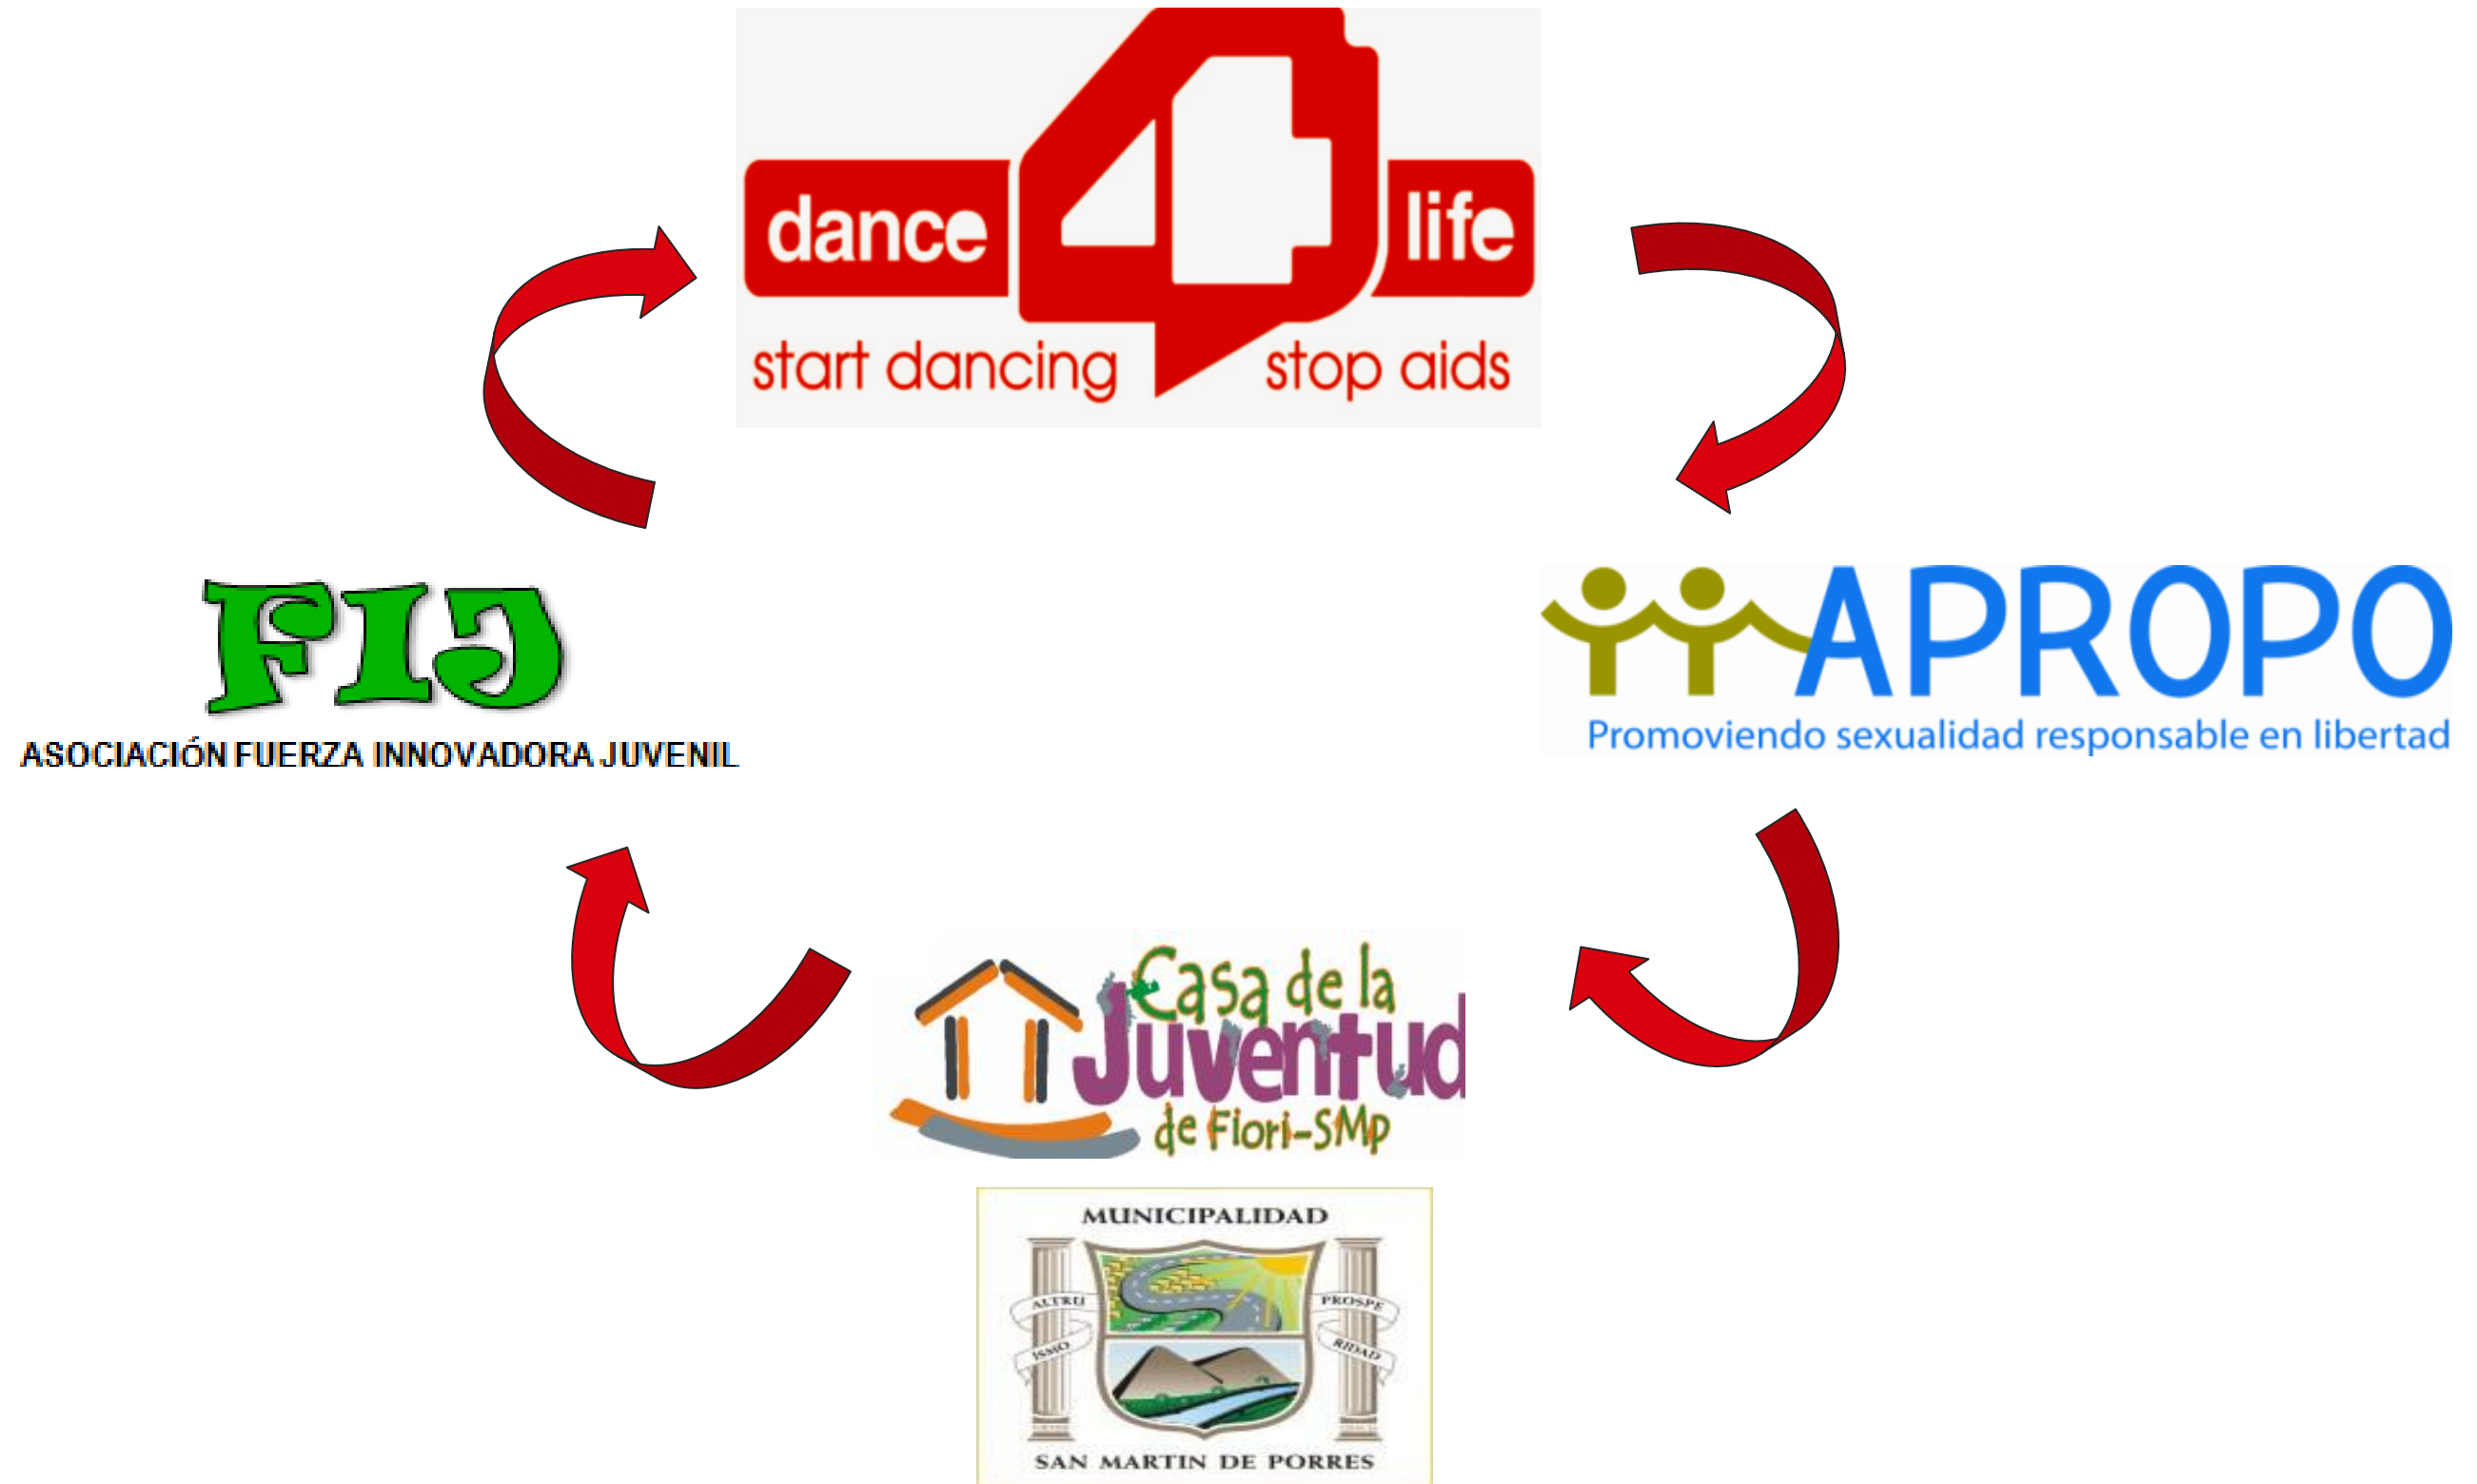 dance 4 life
start dancing stop aids
FIJ
ASOCIACIÓN FUERZA INNOVADORA JUVENIL
APROPO
Promoviendo sexualidad responsable en libertad
Casa de la
Juventud
de Fiori-SMp
MUNICIPALIDAD
ALTRU PROSPE
ISMO RIDAD
SAN MARTIN DE PORRES